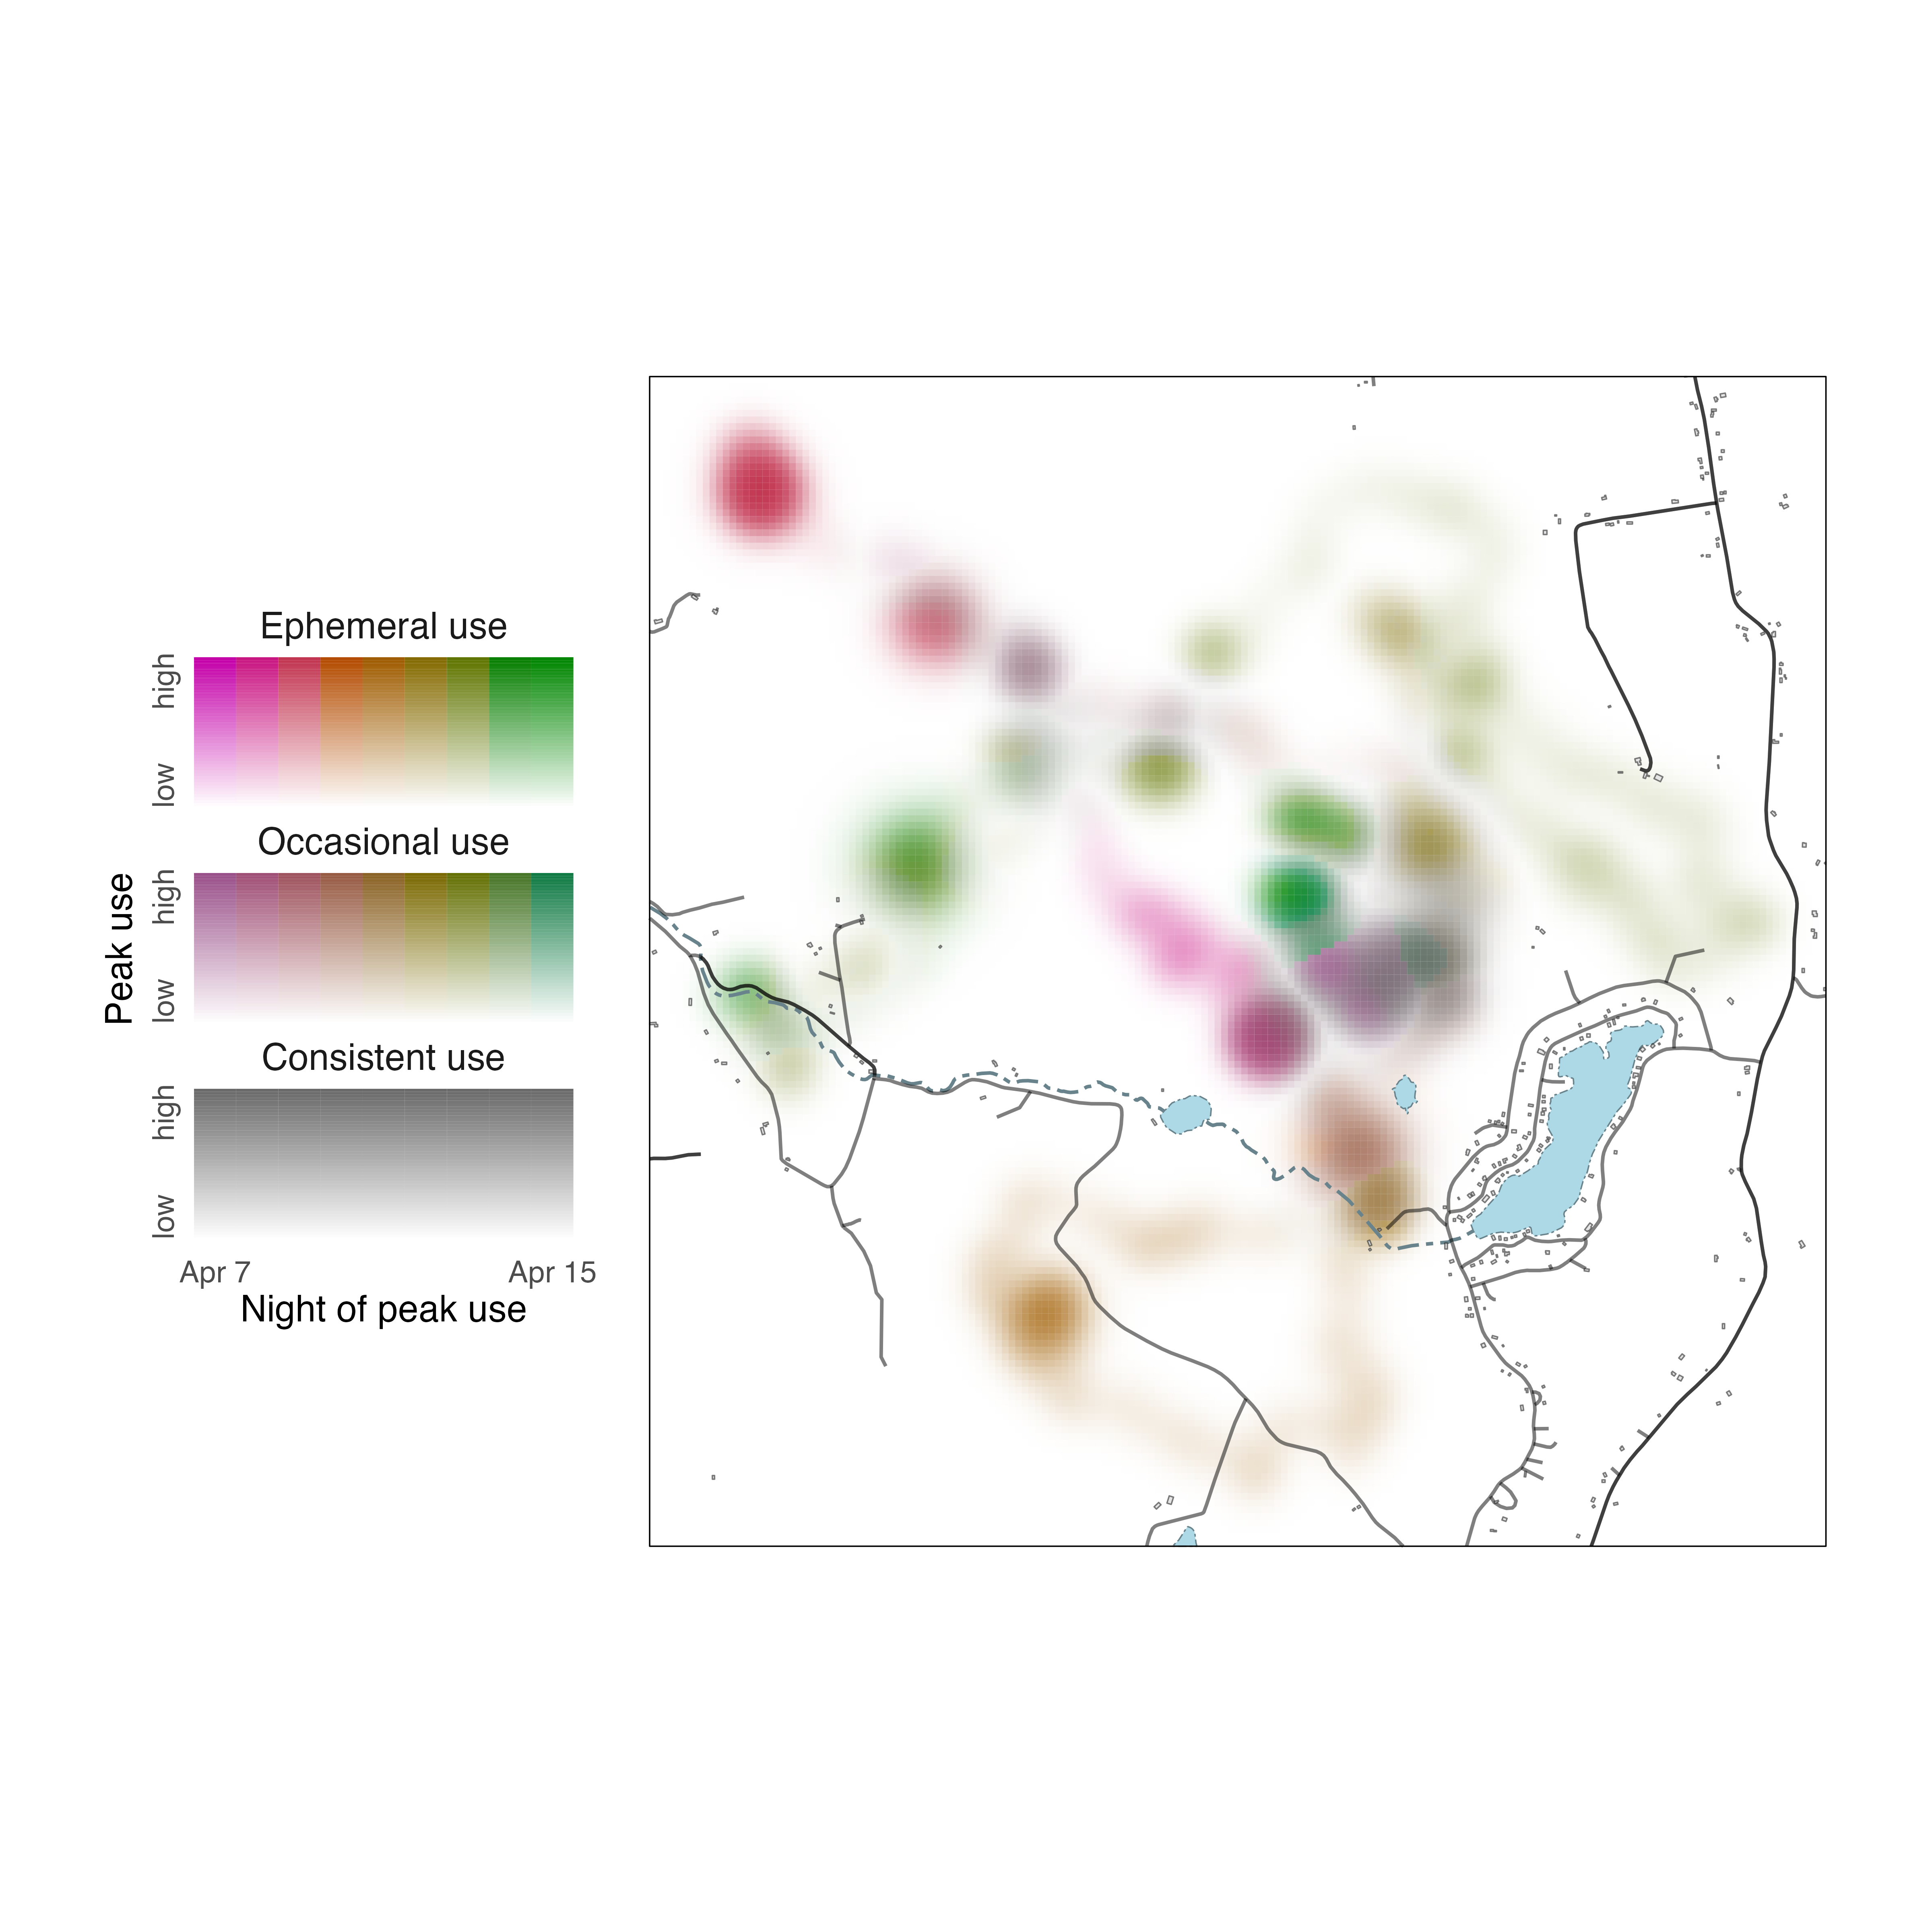 Ephemeral use
high
low
Occasional use
high
low
Peak use
Consistent use
high
low
Apr 7 Apr 15
Night of peak use